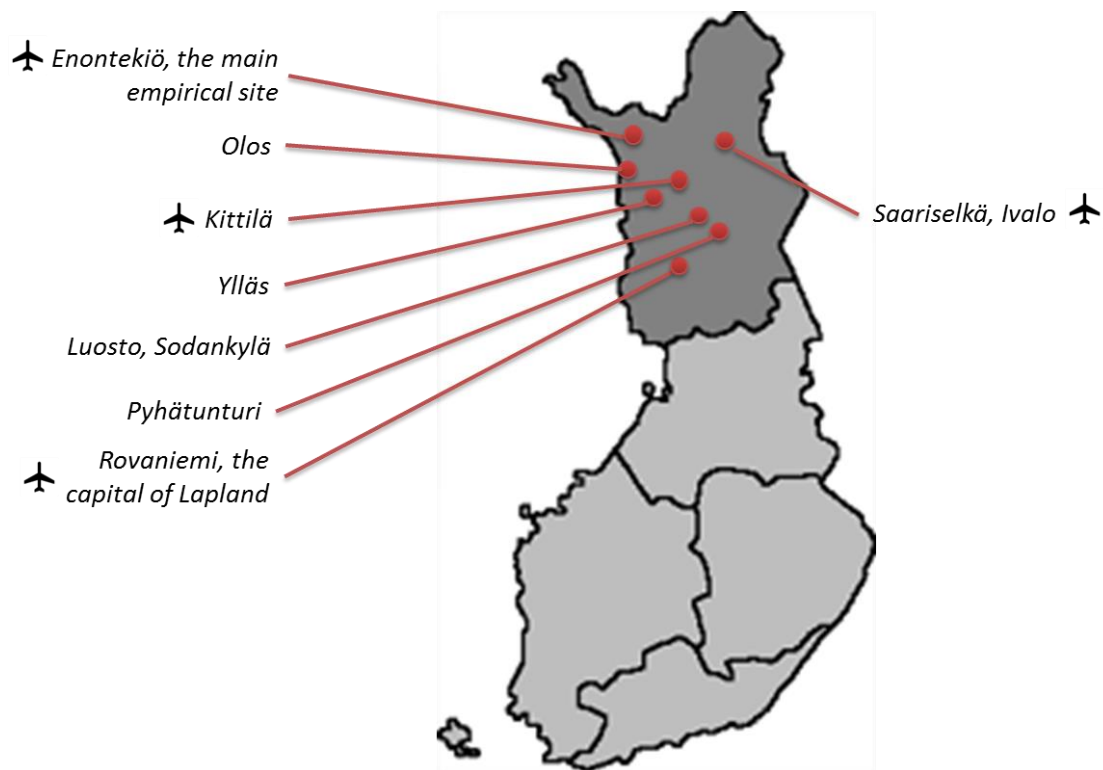 Enontekiö, the main
empirical site
Olos
Kittilä
Saariselkä, Ivalo
Ylläs
Luosto, Sodankylä
Pyhätunturi
Rovaniemi, the
capital of Lapland